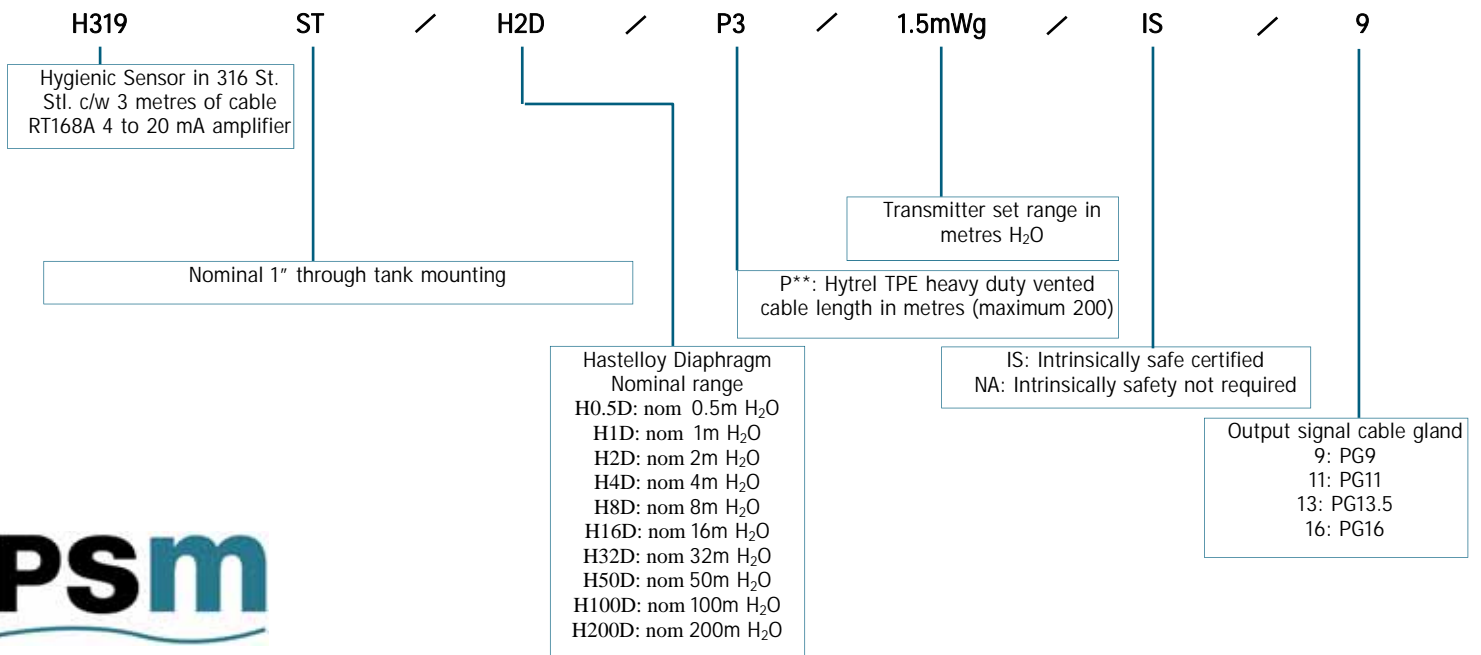 H319 ST / H2D / P3 / 1.5mWg / IS / 9
Hygienic Sensor in 316 St.
Stl. c/w 3 metres of cable
RT168A 4 to 20 mA amplifier
Nominal 1” through tank mounting
Hastelloy Diaphragm
Nominal range
H0.5D: nom 0.5m H₂O
H1D: nom 1m H₂O
H2D: nom 2m H₂O
H4D: nom 4m H₂O
H8D: nom 8m H₂O
H16D: nom 16m H₂O
H32D: nom 32m H₂O
H50D: nom 50m H₂O
H100D: nom 100m H₂O
H200D: nom 200m H₂O
P**: Hytrel TPE heavy duty vented
cable length in metres (maximum 200)
Transmitter set range in
metres H₂O
IS: Intrinsically safe certified
NA: Intrinsically safety not required
Output signal cable gland
9: PG9
11: PG11
13: PG13.5
16: PG16
PSm